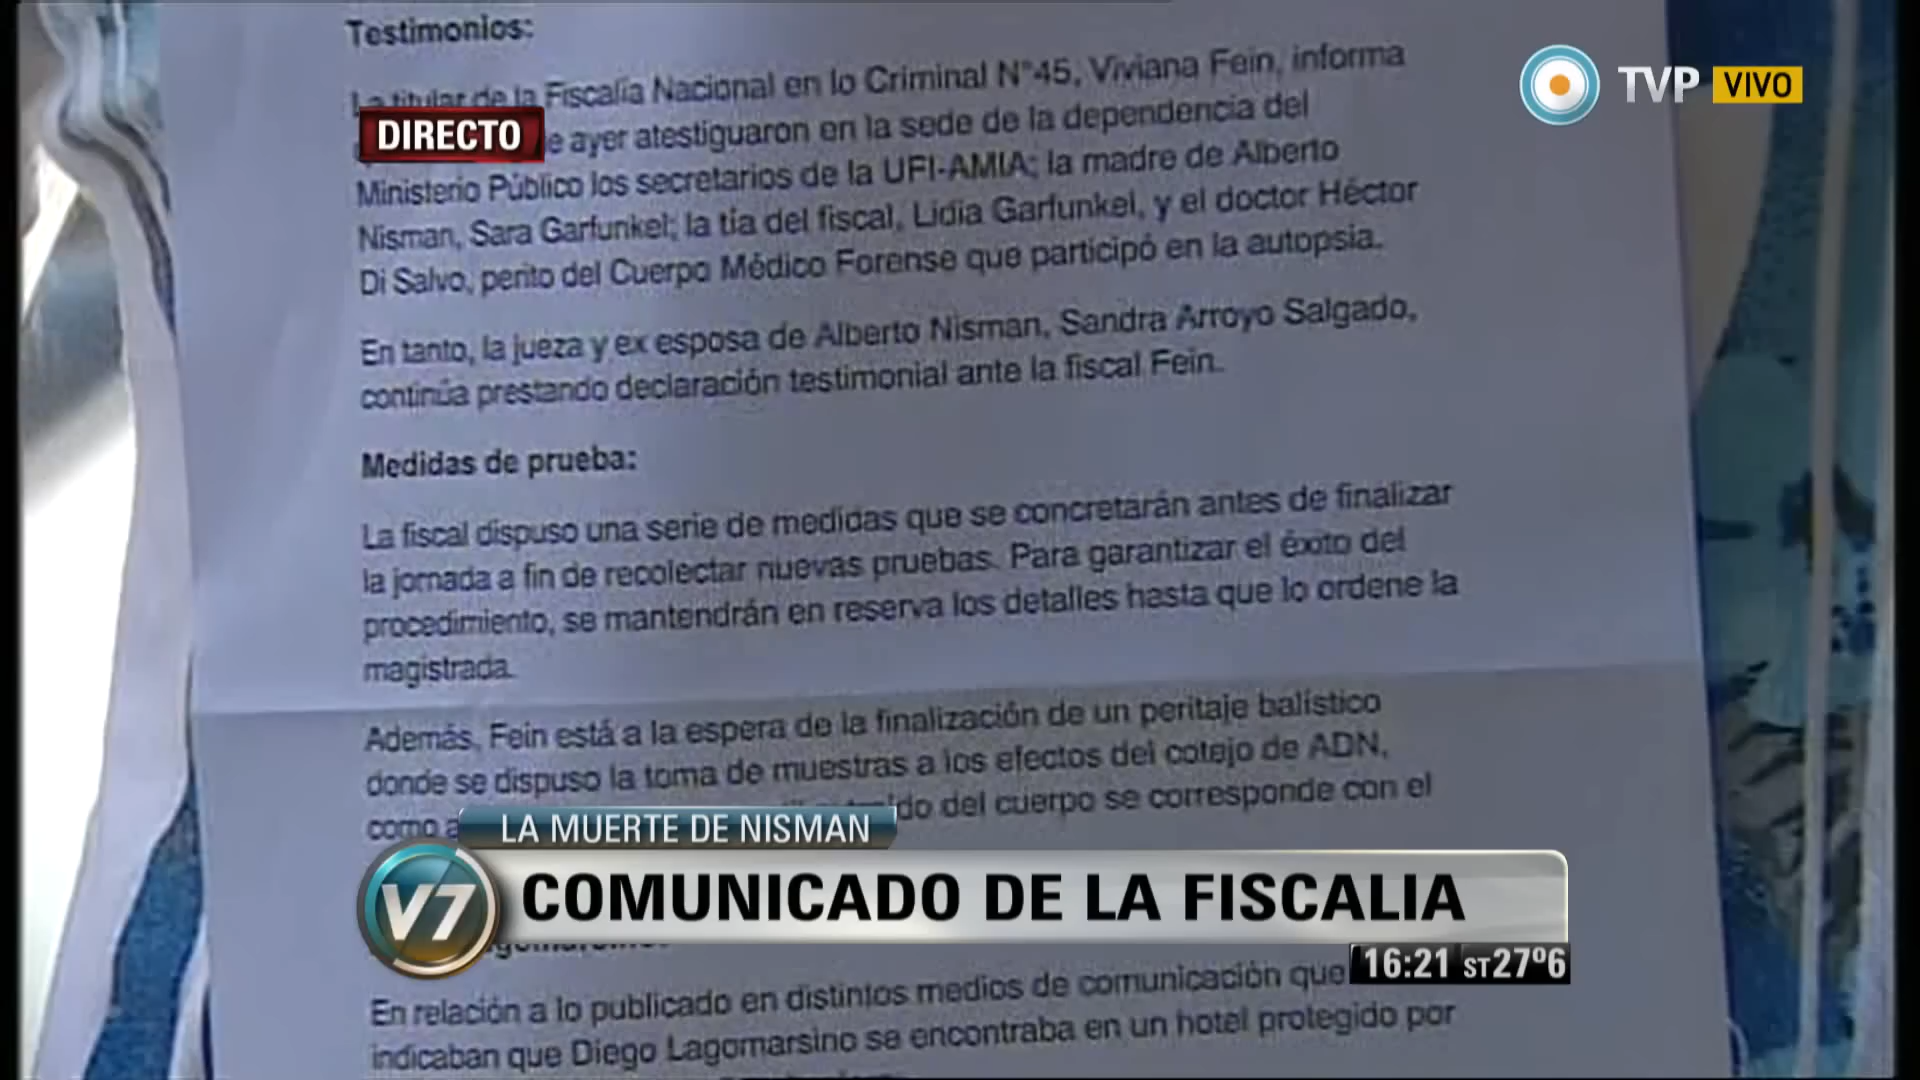 Testimonios:
La titular de la Fiscalía Nacional en lo Criminal N°45, Viviana Fein, informa
ayer atestiguaron en la sede de la dependencia del
Ministerio Público los secretarios de la UFI-AMIA; la madre de Alberto
Nisman, Sara Garfunkel; la tía del fiscal, Lidia Garfunkel, y el doctor Héctor
Di Salvo, perito del Cuerpo Médico Forense que participó en la autopsia.
En tanto, la jueza y ex esposa de Alberto Nisman, Sandra Arroyo Salgado,
continúa prestando declaración testimonial ante la fiscal Fein.
Medidas de prueba:
La fiscal dispuso una serie de medidas que se concretarán antes de finalizar
la jornada a fin de recolectar nuevas pruebas. Para garantizar el éxito del
procedimiento, se mantendrán en reserva los detalles hasta que lo ordene la
magistrada.
Además, Fein está a la espera de la finalización de un peritaje balístico
donde se dispuso la toma de muestras a los efectos del cotejo de ADN,
como del cuerpo se corresponde con el
En relación a lo publicado en distintos medios de comunicación que
indicaban que Diego Lagomarsino se encontraba en un hotel protegido por
DIRECTO
TVP VIVO
LA MUERTE DE NISMAN
V7 COMUNICADO DE LA FISCALIA
16:21 ST27º6